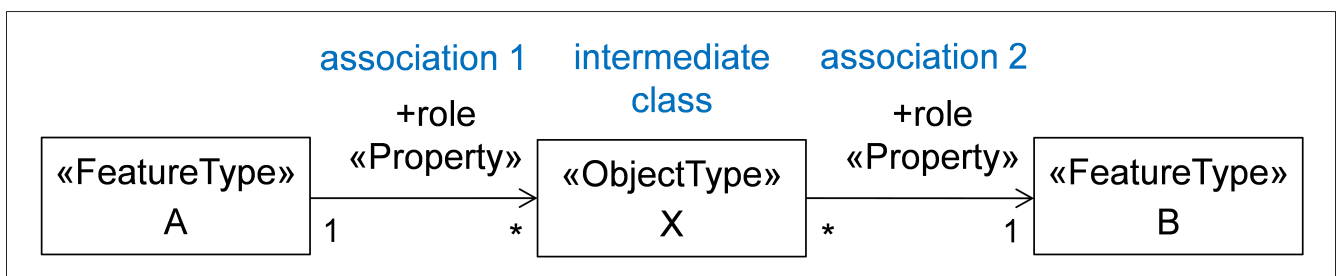 association 1
intermediate
class
association 2
+role
«Property»
+role
«Property»
«FeatureType»
A
«ObjectType»
X
«FeatureType»
B
1
*
*
1